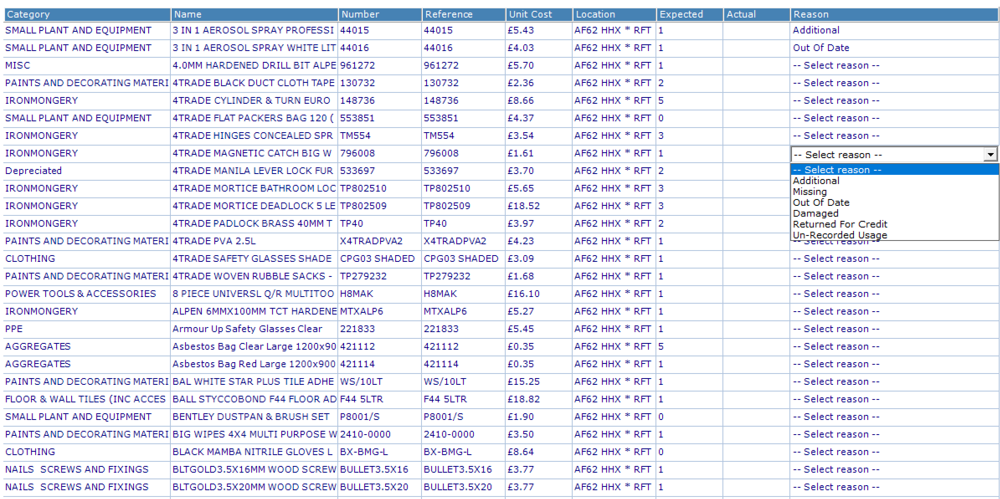 Category Name Number Reference Unit Cost Location Expected Actual Reason
SMALL PLANT AND EQUIPMENT 3 IN 1 AEROSOL SPRAY PROFESSI 44015 44015 £5.43 AF62 HHX * RFT 1 Additional
SMALL PLANT AND EQUIPMENT 3 IN 1 AEROSOL SPRAY WHITE LIT 44016 44016 £4.03 AF62 HHX * RFT 1 Out Of Date
MISC 4.0MM HARDENED DRILL BIT ALPE 961272 961272 £5.70 AF62 HHX * RFT 1 -- Select reason --
PAINTS AND DECORATING MATERI 4TRADE BLACK DUCT CLOTH TAPE 130732 130732 £2.36 AF62 HHX * RFT 2 -- Select reason --
IRONMONGERY 4TRADE CYLINDER & TURN EURO 148736 148736 £8.66 AF62 HHX * RFT 5 -- Select reason --
SMALL PLANT AND EQUIPMENT 4TRADE FLAT PACKERS BAG 120 ( 553851 553851 £4.37 AF62 HHX * RFT 0 -- Select reason --
IRONMONGERY 4TRADE HINGES CONCEALED SPR TM554 TM554 £3.54 AF62 HHX * RFT 3 -- Select reason --
IRONMONGERY 4TRADE MAGNETIC CATCH BIG W 796008 796008 £1.61 AF62 HHX * RFT 1 -- Select reason --
Depreciated 4TRADE MANILA LEVER LOCK FUR 533697 533697 £3.70 AF62 HHX * RFT 2 -- Select reason --
Additional
IRONMONGERY 4TRADE MORTICE BATHROOM LOC TP802510 TP802510 £5.65 AF62 HHX * RFT 3 Missing
IRONMONGERY 4TRADE MORTICE DEADLOCK 5 LE TP802509 TP802509 £18.52 AF62 HHX * RFT 3 Out Of Date
Damaged
IRONMONGERY 4TRADE PADLOCK BRASS 40MM T TP40 TP40 £3.97 AF62 HHX * RFT 2 Returned For Credit
Un-Recorded Usage
PAINTS AND DECORATING MATERI 4TRADE PVA 2.5L X4TRADPVA2 X4TRADPVA2 £4.23 AF62 HHX * RFT 1 -- Select reason --
CLOTHING 4TRADE SAFETY GLASSES SHADE CPG03 SHADED CPG03 SHADED £3.09 AF62 HHX * RFT 1 -- Select reason --
PAINTS AND DECORATING MATERI 4TRADE WOVEN RUBBLE SACKS - TP279232 TP279232 £1.68 AF62 HHX * RFT 1 -- Select reason --
POWER TOOLS & ACCESSORIES 8 PIECE UNIVERSL Q/R MULTITOO H8MAK H8MAK £16.10 AF62 HHX * RFT 1 -- Select reason --
IRONMONGERY ALPEN 6MMX100MM TCT HARDENE MTXALP6 MTXALP6 £5.27 AF62 HHX * RFT 1 -- Select reason --
PPE Armour Up Safety Glasses Clear 221833 221833 £5.45 AF62 HHX * RFT 1 -- Select reason --
AGGREGATES Asbestos Bag Clear Large 1200x90 421112 421112 £0.35 AF62 HHX * RFT 5 -- Select reason --
AGGREGATES Asbestos Bag Red Large 1200x900 421114 421114 £0.35 AF62 HHX * RFT 1 -- Select reason --
PAINTS AND DECORATING MATERI BAL WHITE STAR PLUS TILE ADHE WS/10LT WS/10LT £15.25 AF62 HHX * RFT 1 -- Select reason --
FLOOR & WALL TILES (INC ACCES BALL STYCCOBOND F44 FLOOR AD F44 5LTR F44 5LTR £18.82 AF62 HHX * RFT 1 -- Select reason --
SMALL PLANT AND EQUIPMENT BENTLEY DUSTPAN & BRUSH SET P8001/S P8001/S £1.90 AF62 HHX * RFT 0 -- Select reason --
PAINTS AND DECORATING MATERI BIG WIPES 4X4 MULTI PURPOSE W 2410-0000 2410-0000 £3.50 AF62 HHX * RFT 1 -- Select reason --
CLOTHING BLACK MAMBA NITRILE GLOVES L BX-BMG-L BX-BMG-L £8.64 AF62 HHX * RFT 0 -- Select reason --
NAILS  SCREWS AND FIXINGS BLTGOLD3.5X16MM WOOD SCREW BULLET3.5X16 BULLET3.5X16 £3.77 AF62 HHX * RFT 1 -- Select reason --
NAILS  SCREWS AND FIXINGS BLTGOLD3.5X20MM WOOD SCREW BULLET3.5X20 BULLET3.5X20 £3.77 AF62 HHX * RFT 1 -- Select reason --